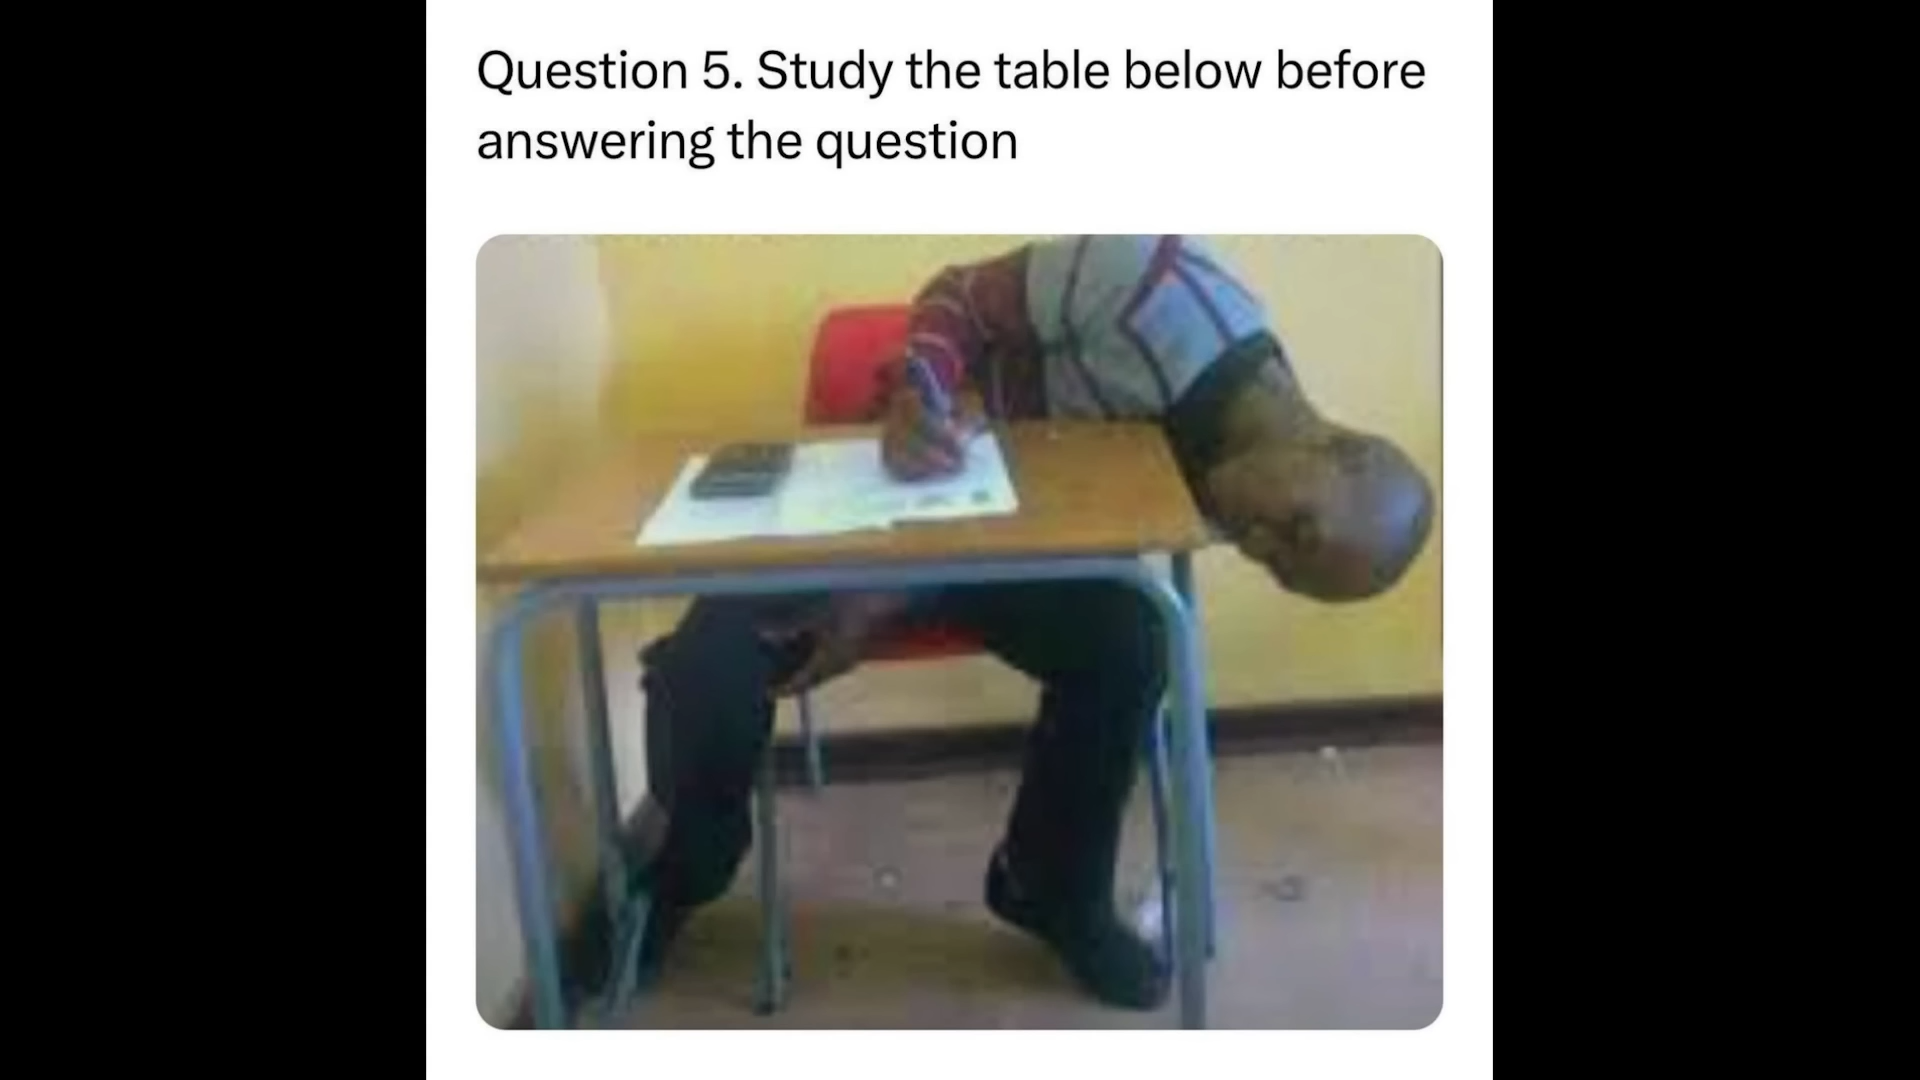 Question 5. Study the table below before
answering the question